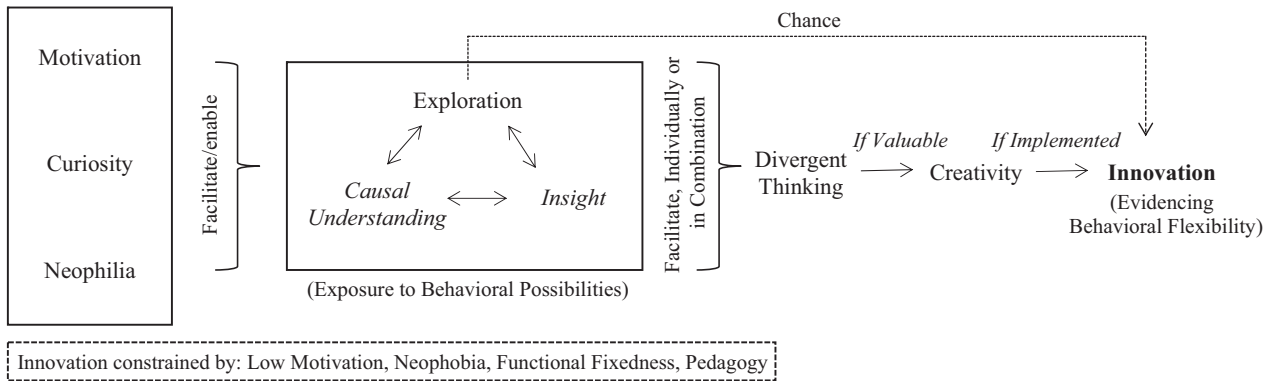 Motivation
Curiosity
Neophilia
Facilitate/enable
Exploration
Causal
Understanding
Insight
(Exposure to Behavioral Possibilities)
Facilitate, Individually or
in Combination
Chance
Divergent
Thinking
If Valuable
Creativity
If Implemented
Innovation
(Evidencing
Behavioral Flexibility)
Innovation constrained by: Low Motivation, Neophobia, Functional Fixedness, Pedagogy